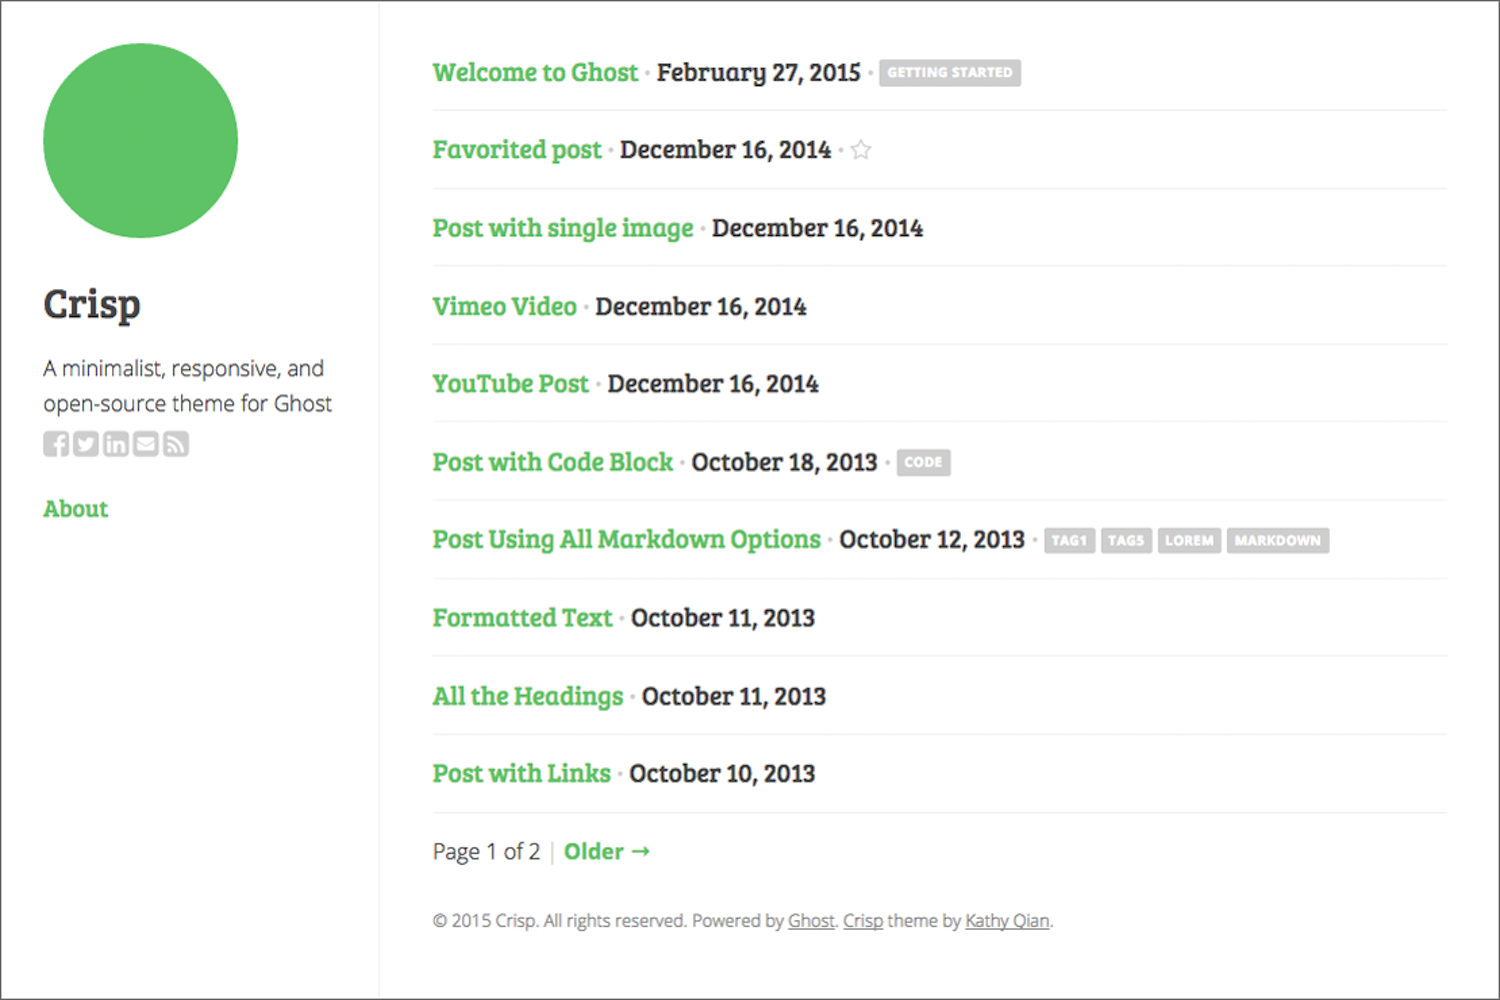 Crisp
A minimalist, responsive, and
open-source theme for Ghost
About
Welcome to Ghost · February 27, 2015 · GETTING STARTED
Favorited post · December 16, 2014 ·
Post with single image · December 16, 2014
Vimeo Video · December 16, 2014
YouTube Post · December 16, 2014
Post with Code Block · October 18, 2013 · CODE
Post Using All Markdown Options · October 12, 2013 · TAG1 TAG5 LOREM MARKDOWN
Formatted Text · October 11, 2013
All the Headings · October 11, 2013
Post with Links · October 10, 2013
Page 1 of 2 | Older →
© 2015 Crisp. All rights reserved. Powered by Ghost. Crisp theme by Kathy Qian.